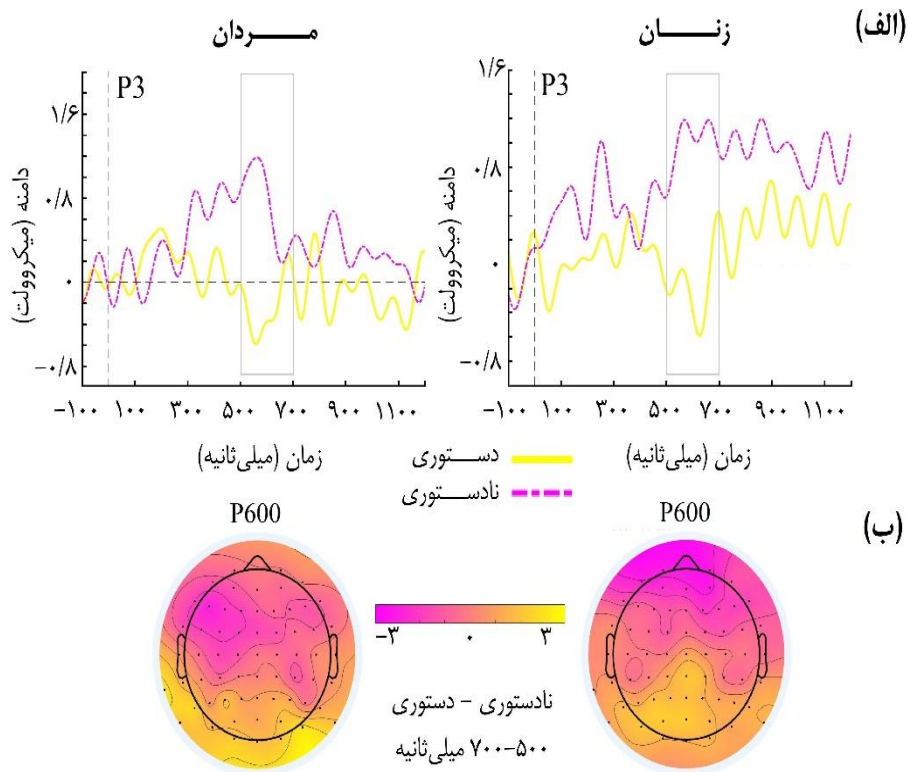 (الف)
زنــــان
مــــردان
P3
P3
۱/۶
۰/۸
۰
-۰/۸
دامنه (میکروولت)
۱/۶
۰/۸
۰
-۰/۸
دامنه (میکروولت)
-۱۰۰ ۱۰۰ ۳۰۰ ۵۰۰ ۷۰۰ ۹۰۰ ۱۱۰۰
-۱۰۰ ۱۰۰ ۳۰۰ ۵۰۰ ۷۰۰ ۹۰۰ ۱۱۰۰
زمان (میلی‌ثانیه)
زمان (میلی‌ثانیه)
دســـتوری
نادســـتوری
(ب)
P600
P600
-۳ ۰ ۳
نادستوری - دستوری
۵۰۰-۷۰۰ میلی‌ثانیه